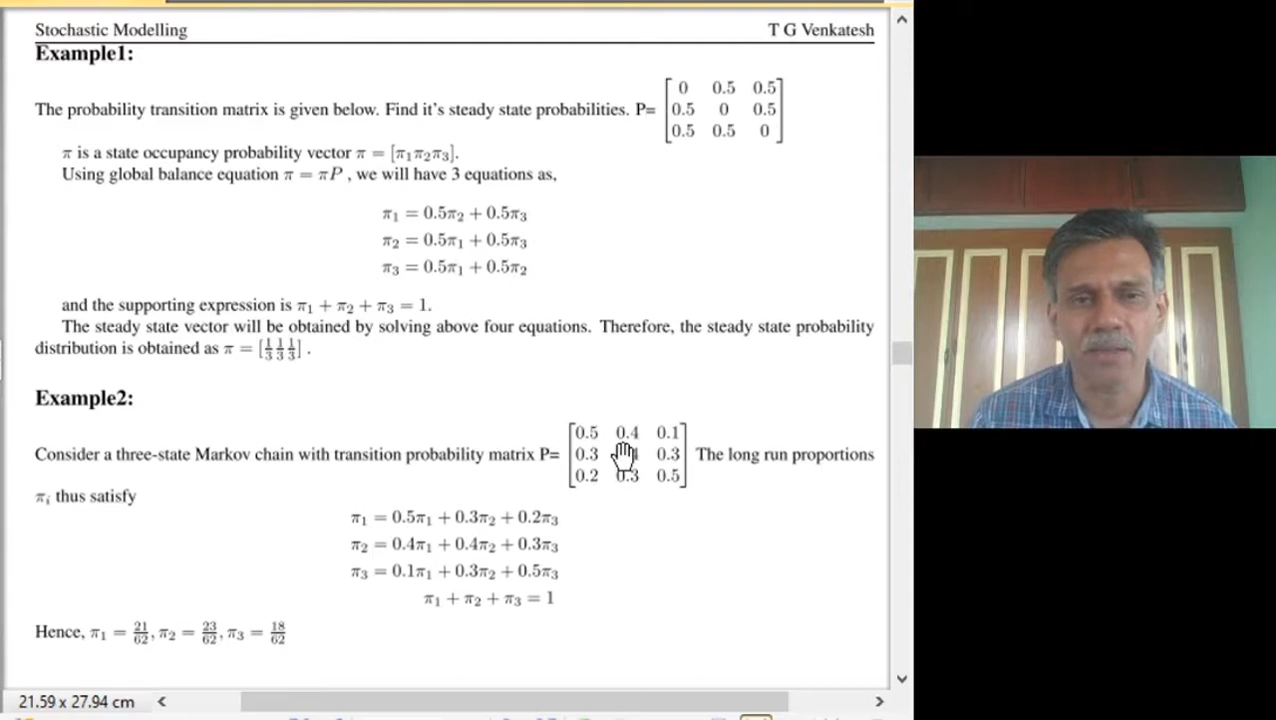 Stochastic Modelling T G Venkatesh
Example1:
The probability transition matrix is given below. Find it's steady state probabilities. P= [0 0.5 0.5
0.5 0 0.5
0.5 0.5 0]
π is a state occupancy probability vector π = [π₁π₂π₃].
Using global balance equation π = πP , we will have 3 equations as,
π₁ = 0.5π₂ + 0.5π₃
π₂ = 0.5π₁ + 0.5π₃
π₃ = 0.5π₁ + 0.5π₂
and the supporting expression is π₁ + π₂ + π₃ = 1.
The steady state vector will be obtained by solving above four equations. Therefore, the steady state probability
distribution is obtained as π = [1/3 1/3 1/3] .
Example2:
Consider a three-state Markov chain with transition probability matrix P= [0.5 0.4 0.1
0.3 0.3
0.2 0.3 0.5] The long run proportions
πᵢ thus satisfy
π₁ = 0.5π₁ + 0.3π₂ + 0.2π₃
π₂ = 0.4π₁ + 0.4π₂ + 0.3π₃
π₃ = 0.1π₁ + 0.3π₂ + 0.5π₃
π₁ + π₂ + π₃ = 1
Hence, π₁ = 21/62, π₂ = 23/62, π₃ = 18/62
21.59 x 27.94 cm